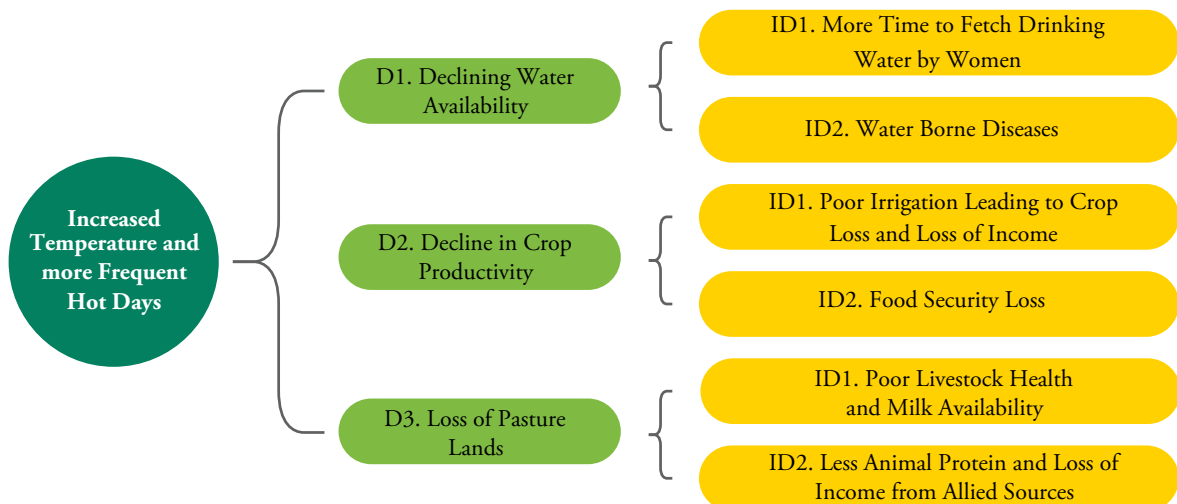 Increased
Temperature and
more Frequent
Hot Days
D1. Declining Water
Availability
ID1. More Time to Fetch Drinking
Water by Women
ID2. Water Borne Diseases
D2. Decline in Crop
Productivity
ID1. Poor Irrigation Leading to Crop
Loss and Loss of Income
ID2. Food Security Loss
D3. Loss of Pasture
Lands
ID1. Poor Livestock Health
and Milk Availability
ID2. Less Animal Protein and Loss of
Income from Allied Sources